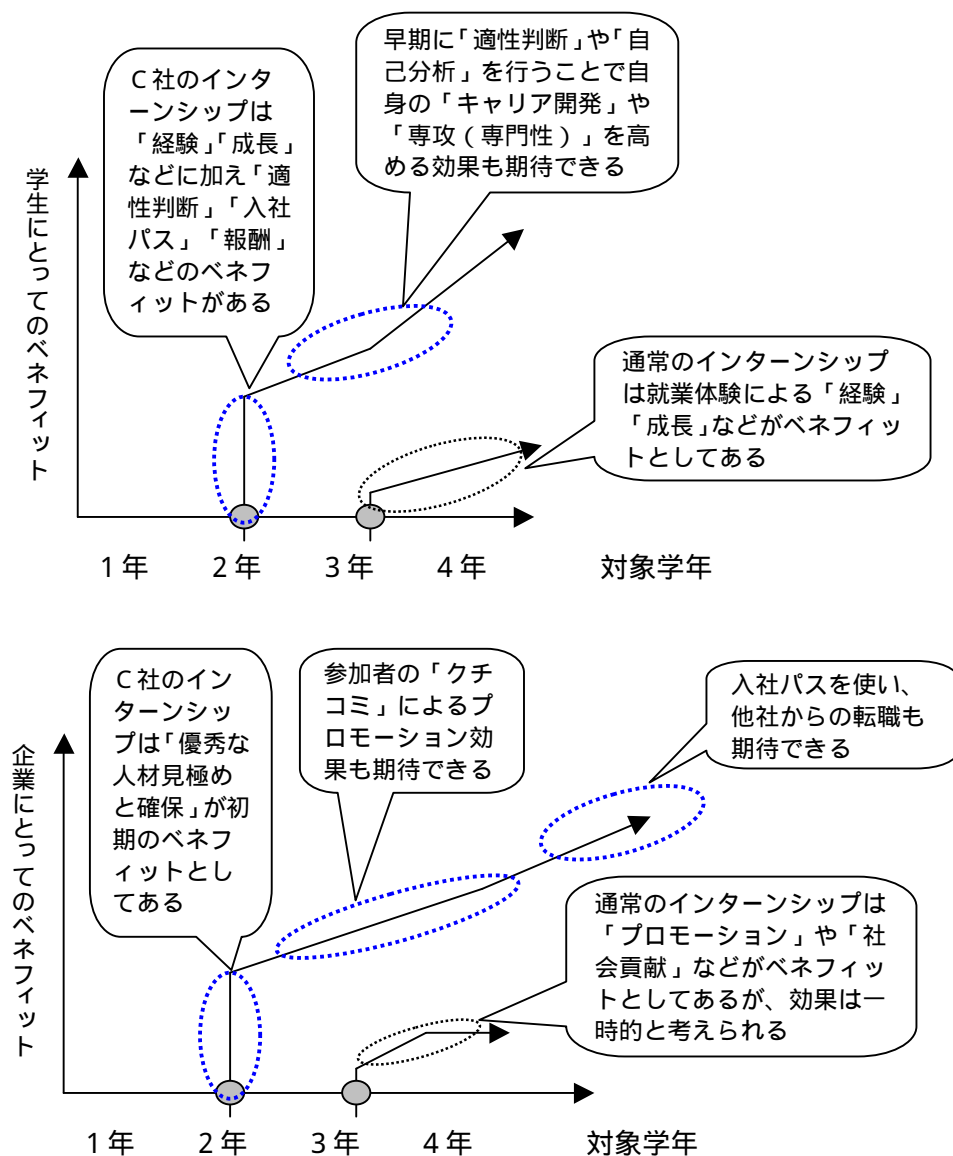 C社のインタ
ーンシップは
「経験」「成長」
などに加え「適
性判断」「入社
パス」「報酬」
などのベネフ
ィットがある
早期に「適性判断」や「自
己分析」を行うことで自
身の「キャリア開発」や
「専攻(専門性)」を高
める効果も期待できる
学生にとってのベネフィット
通常のインターンシップ
は就業体験による「経験」
「成長」などがベネフィッ
トとしてある
1年 2年 3年 4年 対象学年
C社のイン
ターンシッ
プは「優秀な
人材見極め
と確保」が初
期のベネフ
ィットとし
てある
参加者の「クチ
コミ」によるプ
ロモーション効
果も期待できる
入社パスを使い、
他社からの転職も
期待できる
企業にとってのベネフィット
通常のインターンシップは
「プロモーション」や「社
会貢献」などがベネフィッ
トとしてあるが、効果は一
時的と考えられる
1年 2年 3年 4年 対象学年